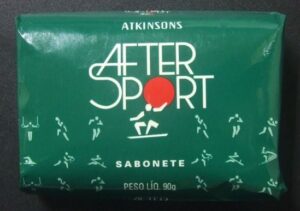 ATKINSONS
AFTER
SPORT
SABONETE
PESO LÍQ. 90g